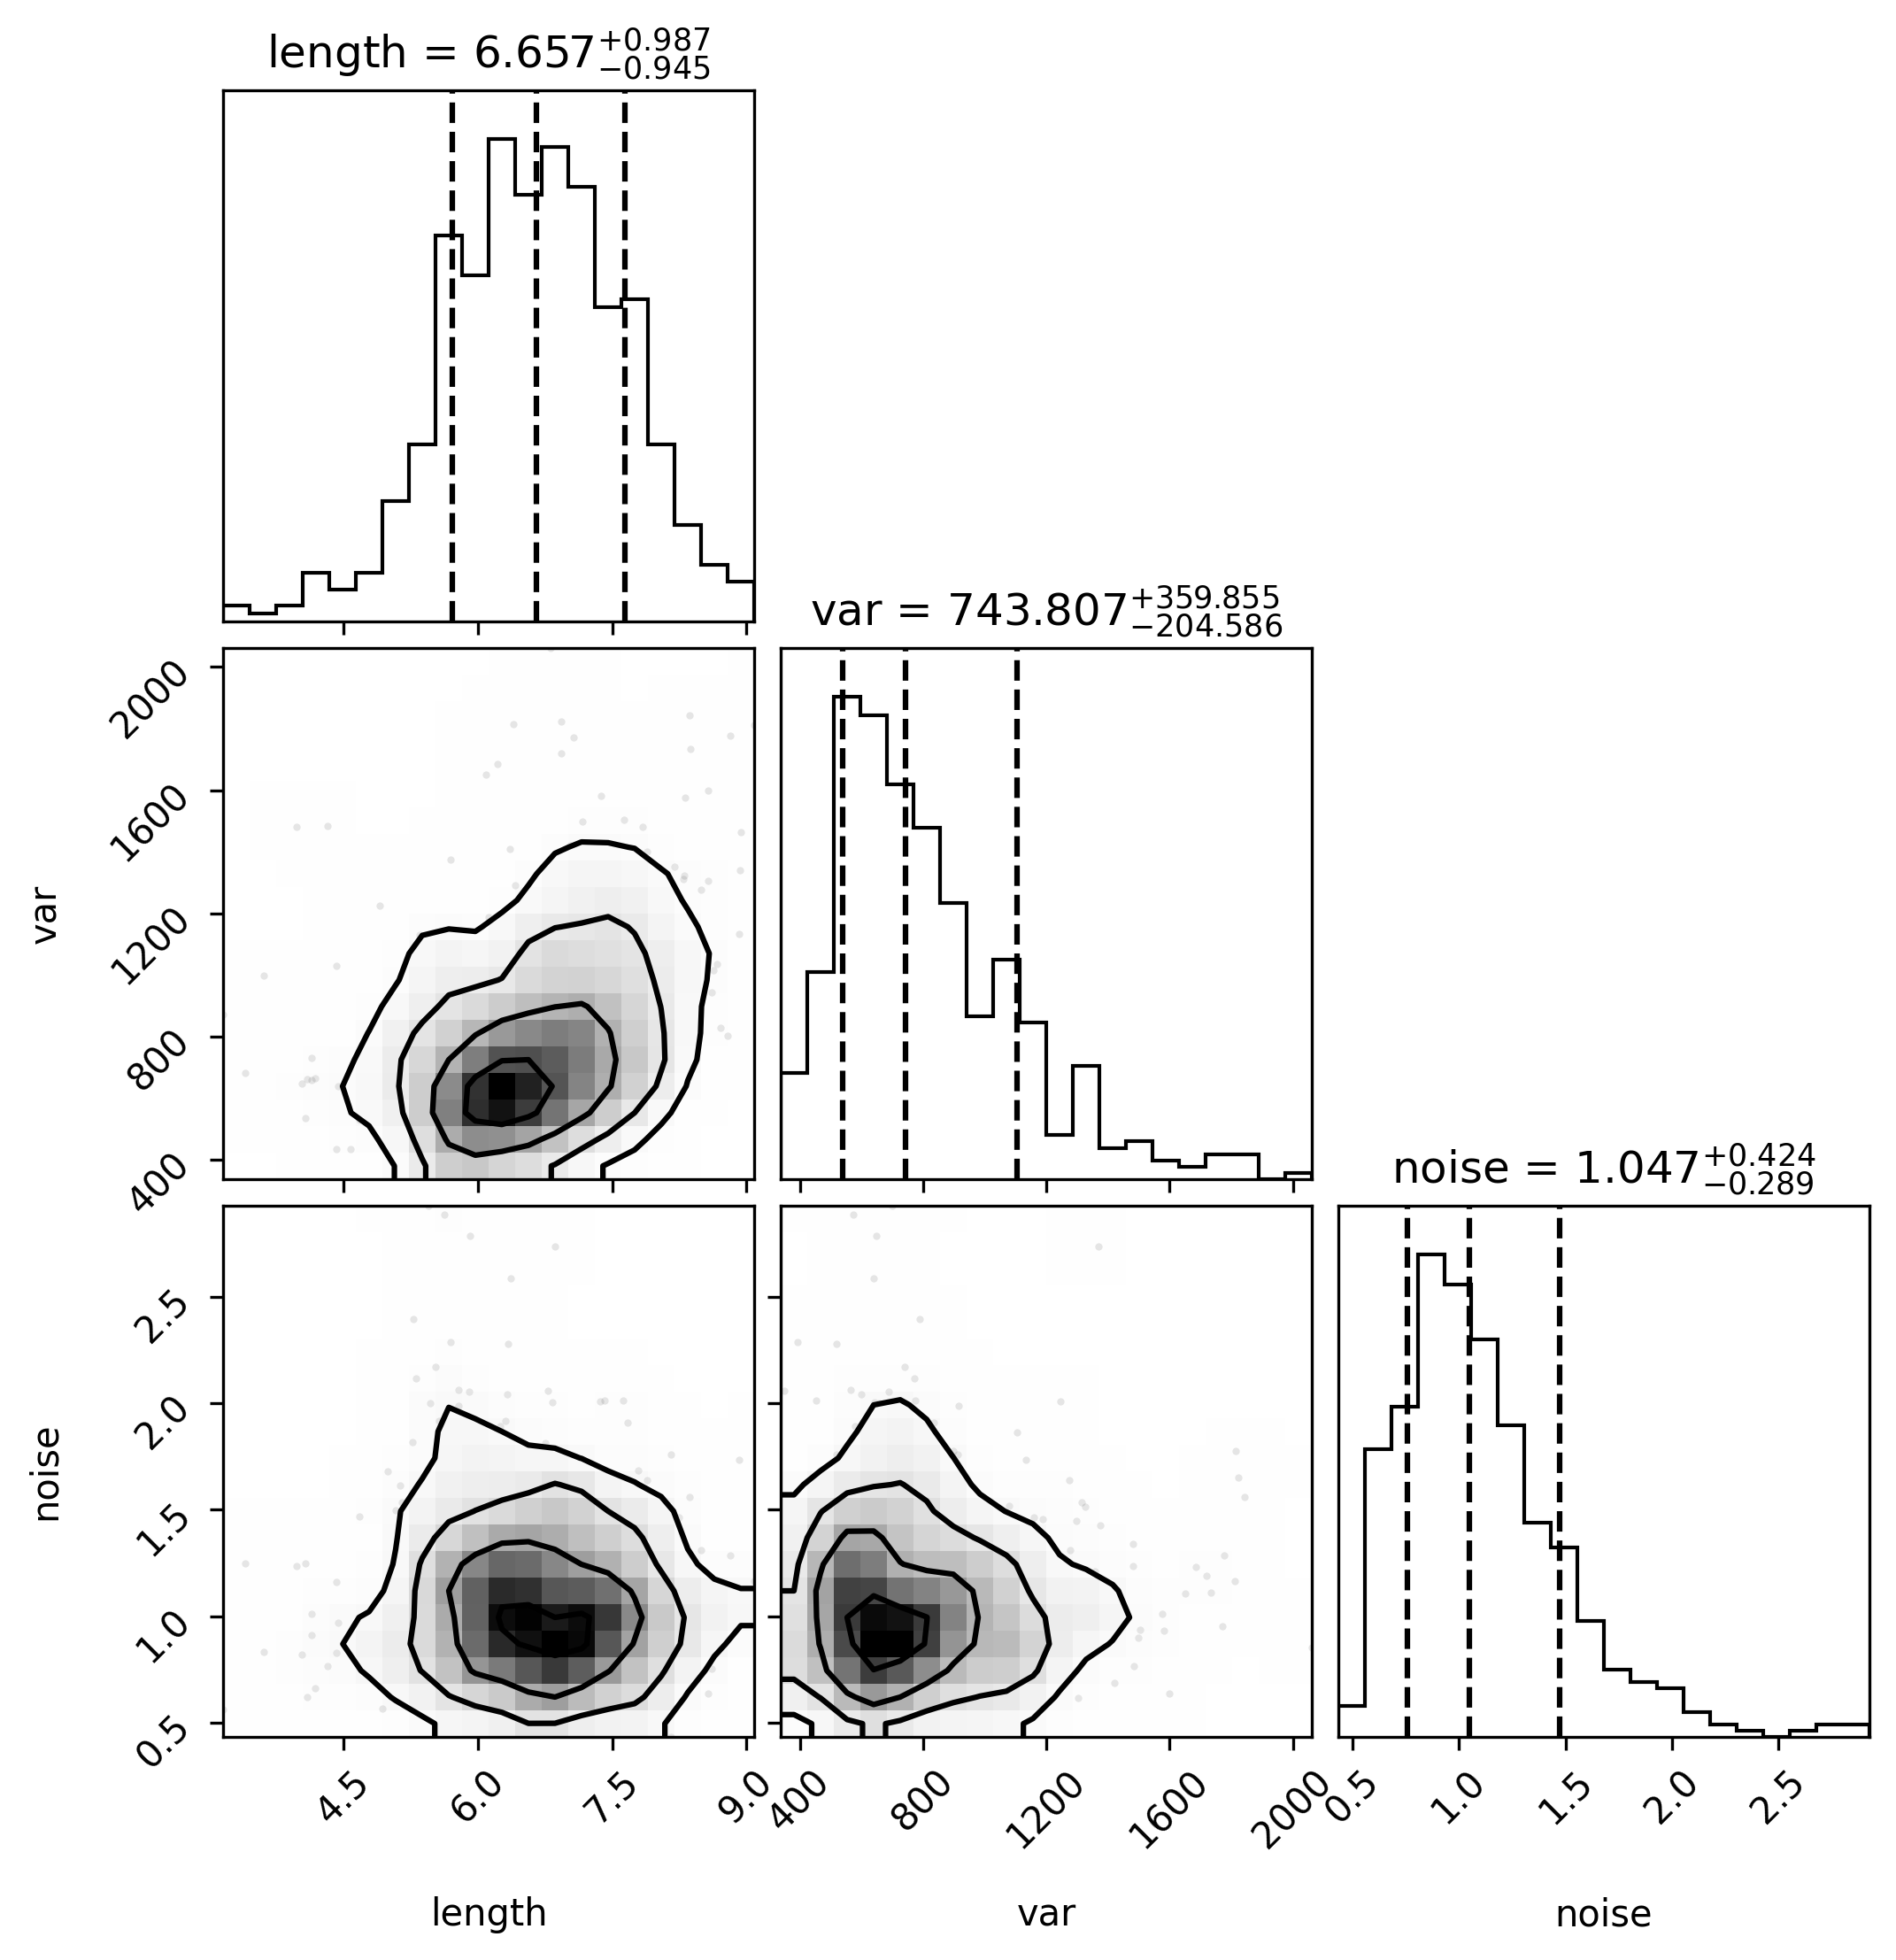 length = 6.657 +0.987 −0.945
var = 743.807 +359.855 −204.586
2000
1600
1200
800
400
var
noise = 1.047 +0.424 −0.289
2.5
2.0
1.5
1.0
0.5
noise
4.5 6.0 7.5 9.0 400 800 1200 1600 2000 0.5 1.0 1.5 2.0 2.5
length var noise